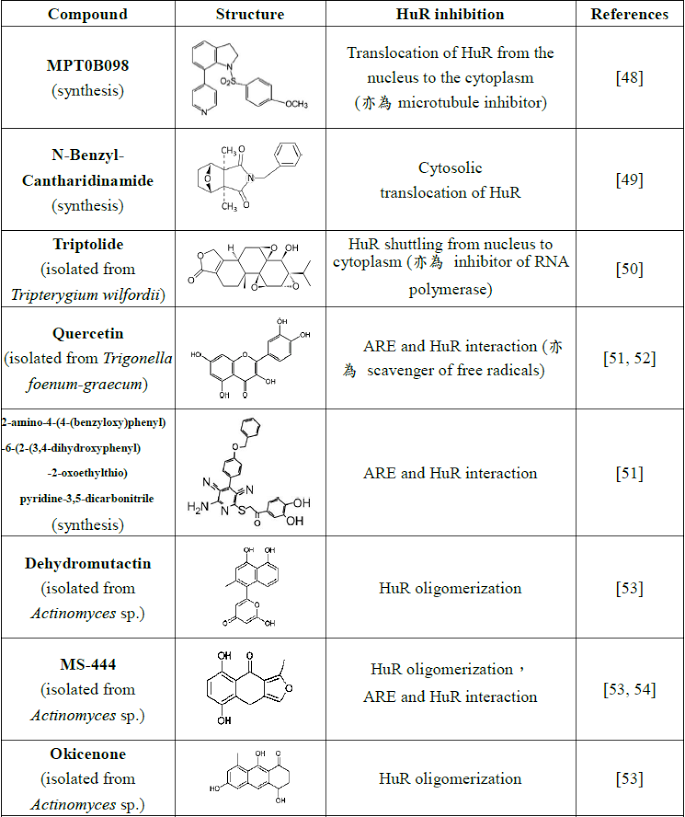 Compound Structure HuR inhibition References
MPT0B098
(synthesis)
N
O₂S
N
OCH₃
Translocation of HuR from the
nucleus to the cytoplasm
(亦為 microtubule inhibitor)
[48]
N-Benzyl-
Cantharidinamide
(synthesis)
CH₃
O
O
N
O
CH₃
Cytosolic
translocation of HuR
[49]
Triptolide
(isolated from
Tripterygium wilfordii)
H
O
OH
O
O
O
O
HuR shuttling from nucleus to
cytoplasm (亦為 inhibitor of RNA
polymerase)
[50]
Quercetin
(isolated from Trigonella
foenum-graecum)
OH
OH
HO
O
OH
OH
O
ARE and HuR interaction (亦
為 scavenger of free radicals)
[51, 52]
2-amino-4-(4-(benzyloxy)phenyl)
-6-(2-(3,4-dihydroxyphenyl)
-2-oxoethylthio)
pyridine-3,5-dicarbonitrile
(synthesis)
O
NC
CN
H₂N
N
S
O
OH
OH
ARE and HuR interaction
[51]
Dehydromutactin
(isolated from
Actinomyces sp.)
OH
OH
O
O
OH
HuR oligomerization
[53]
MS-444
(isolated from
Actinomyces sp.)
OH
O
O
OH
HuR oligomerization，
ARE and HuR interaction
[53, 54]
Okicenone
(isolated from
Actinomyces sp.)
OH
O
HO
OH
HuR oligomerization
[53]